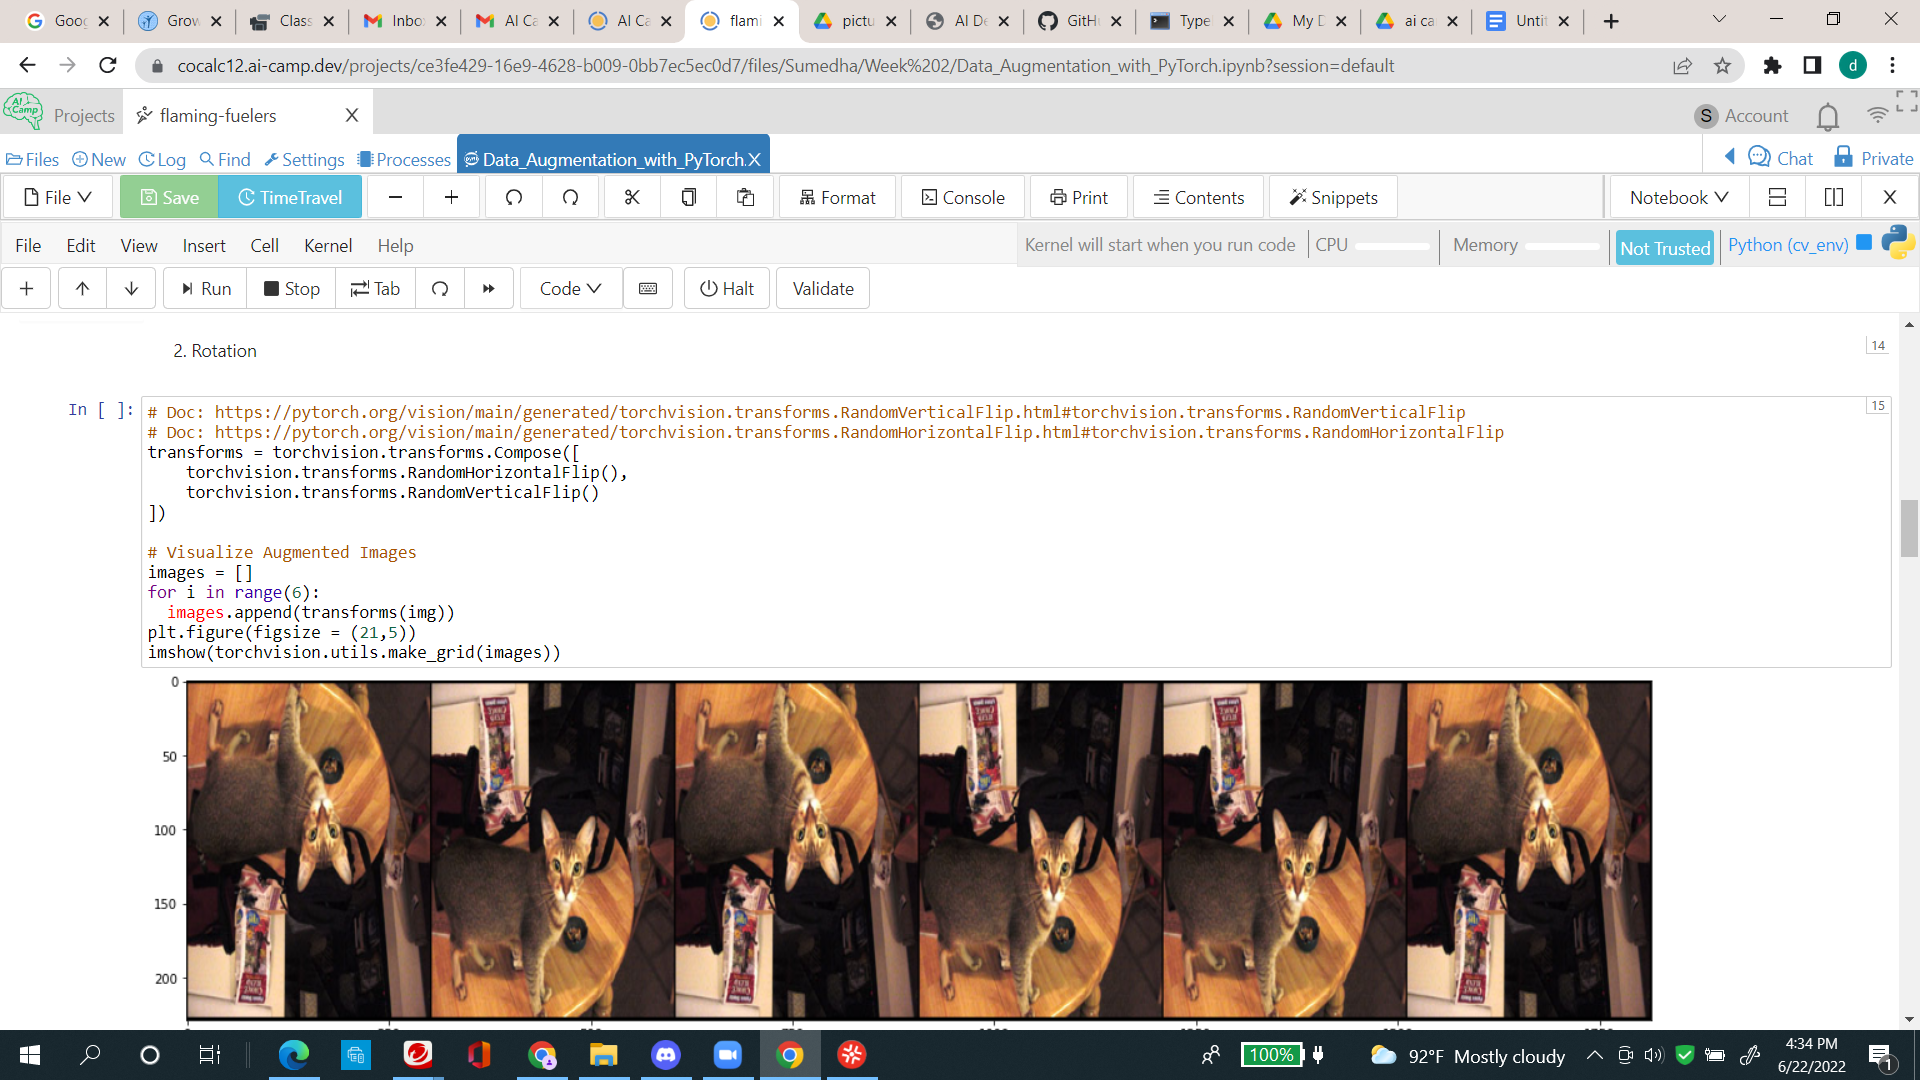 Goog
Grow
Class
Inbo
AI Ca
AI Ca
flami
pictu
AI De
GitH
Type
My D
ai ca
Unti
cocalc12.ai-camp.dev/projects/ce3fe429-16e9-4628-b009-0bb7ec5ec0d7/files/Sumedha/Week%202/Data_Augmentation_with_PyTorch.ipynb?session=default
d
AI Camp Projects flaming-fuelers X S Account
Files New Log Find Settings Processes Data_Augmentation_with_PyTorch. X Chat Private
File Save TimeTravel Format Console Print Contents Snippets Notebook X
File Edit View Insert Cell Kernel Help Kernel will start when you run code CPU Memory Not Trusted Python (cv_env)
Run Stop Tab Code Halt Validate
2. Rotation
14
In [ ]:
15
# Doc: https://pytorch.org/vision/main/generated/torchvision.transforms.RandomVerticalFlip.html#torchvision.transforms.RandomVerticalFlip
# Doc: https://pytorch.org/vision/main/generated/torchvision.transforms.RandomHorizontalFlip.html#torchvision.transforms.RandomHorizontalFlip
transforms = torchvision.transforms.Compose([
    torchvision.transforms.RandomHorizontalFlip(),
    torchvision.transforms.RandomVerticalFlip()
])
# Visualize Augmented Images
images = []
for i in range(6):
  images.append(transforms(img))
plt.figure(figsize = (21,5))
imshow(torchvision.utils.make_grid(images))
0
50
100
150
200
100% 92°F Mostly cloudy 4:34 PM
6/22/2022
1